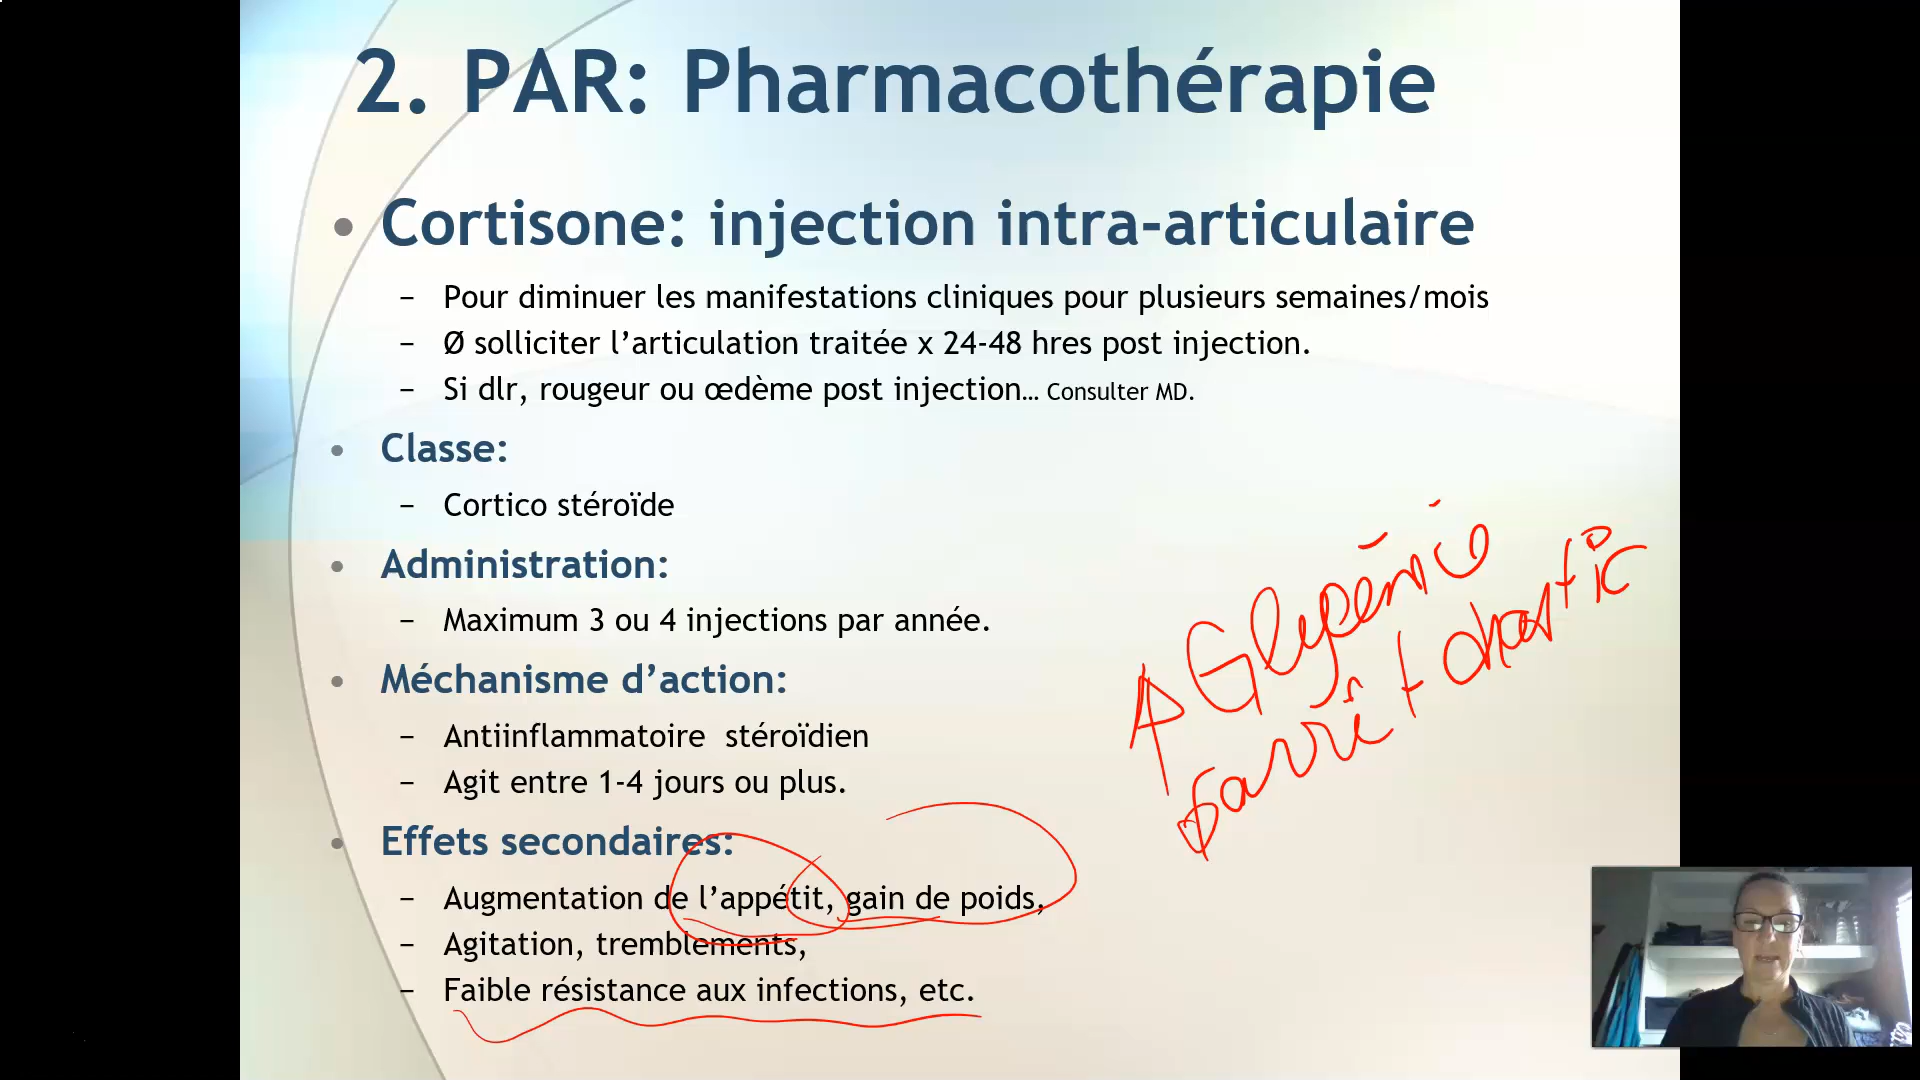 2. PAR: Pharmacothérapie
• Cortisone: injection intra-articulaire
– Pour diminuer les manifestations cliniques pour plusieurs semaines/mois
– Ø solliciter l’articulation traitée x 24-48 hres post injection.
– Si dlr, rougeur ou œdème post injection… Consulter MD.
• Classe:
– Cortico stéroïde
• Administration:
– Maximum 3 ou 4 injections par année.
• Méchanisme d’action:
– Antiinflammatoire stéroïdien
– Agit entre 1-4 jours ou plus.
• Effets secondaires:
– Augmentation de l’appétit, gain de poids,
– Agitation, tremblements,
– Faible résistance aux infections, etc.
↑ Glycémie